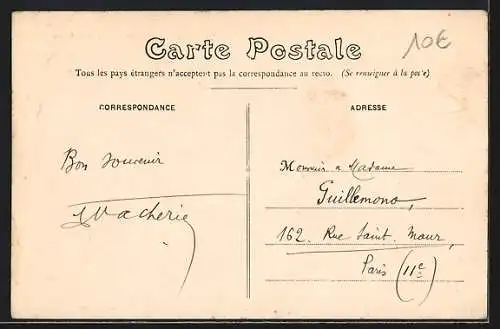 Carte Postale
10€
Tous les pays étrangers n'acceptent pas la correspondance au recto. (Se renseigner à la poste)
CORRESPONDANCE
ADRESSE
Bon souvenir
Vacherie
Monsieur & Madame
Guillemono,
162. Rue Saint. Maur,
Paris (11e)